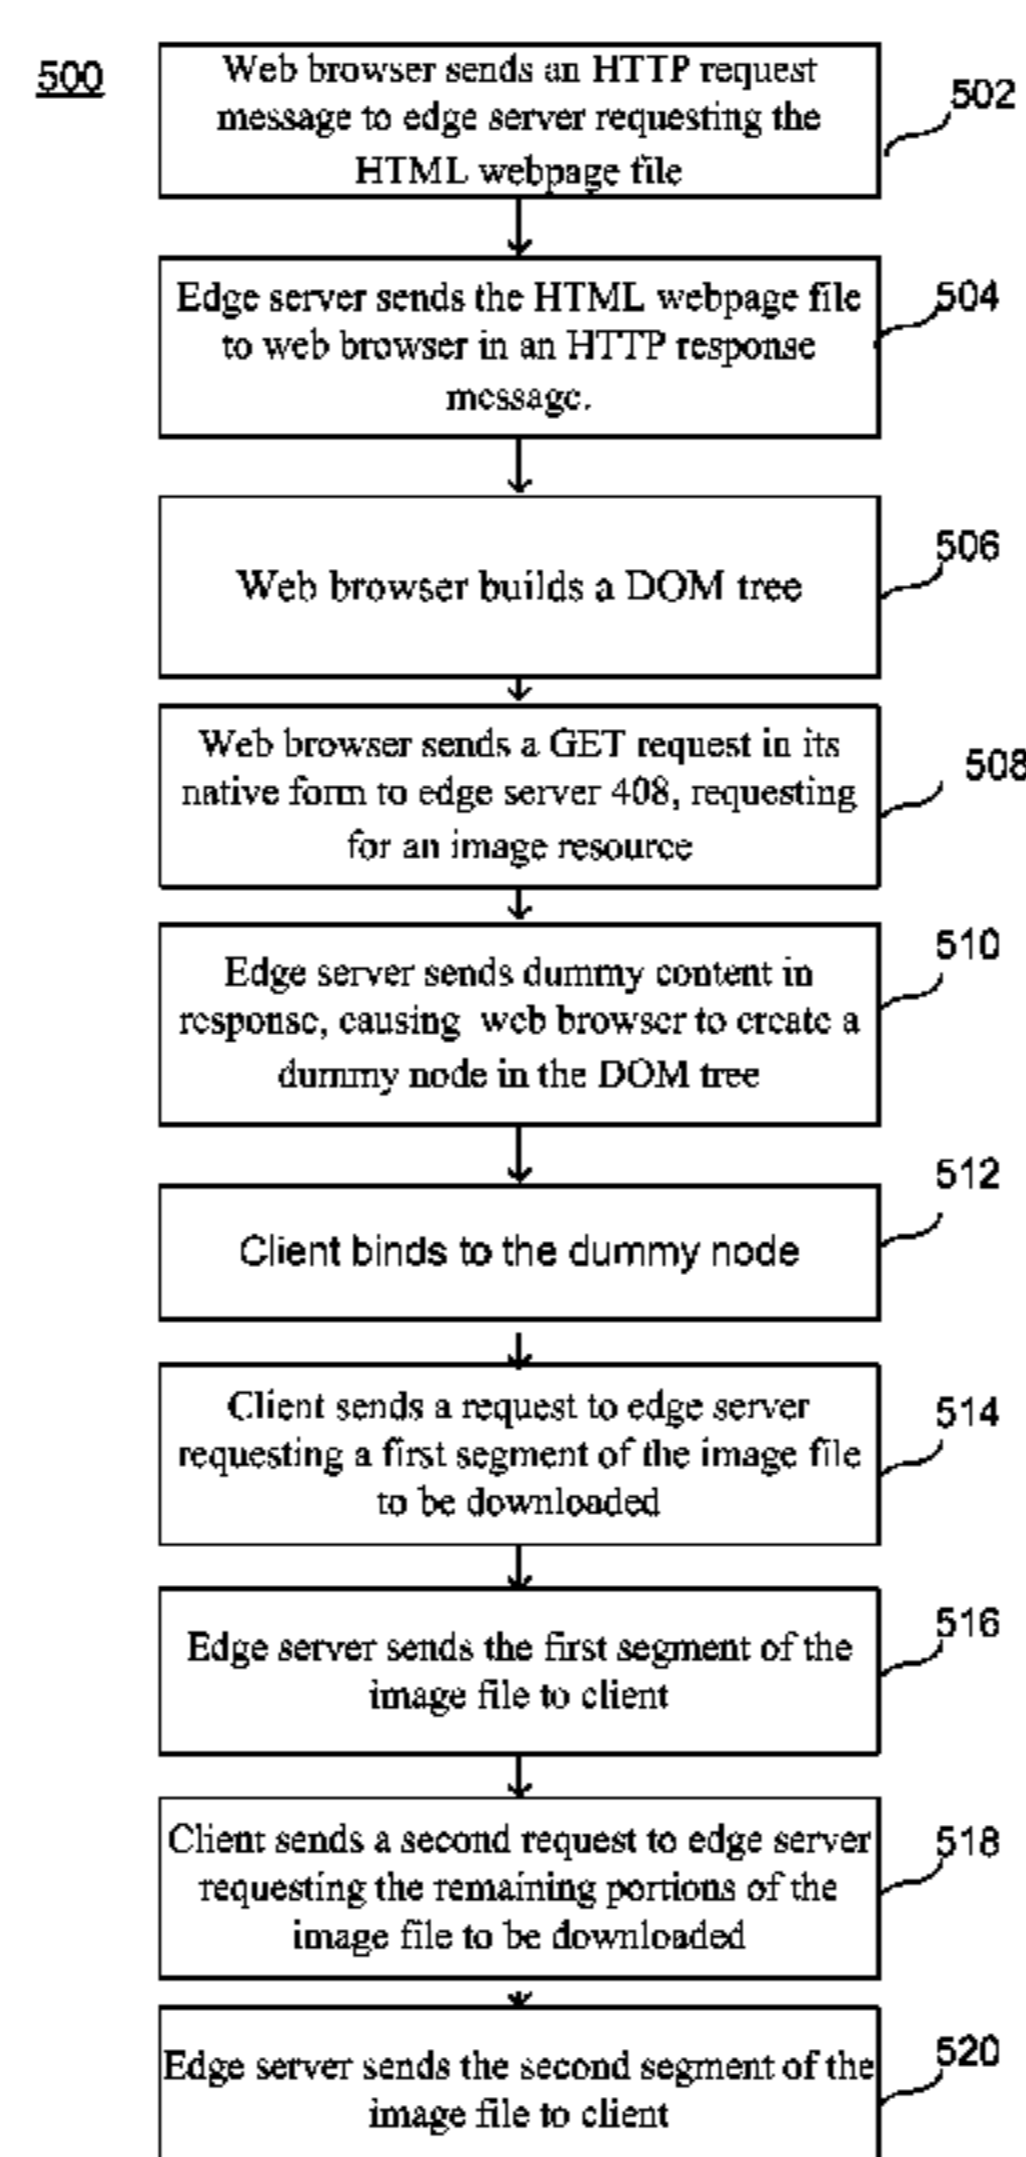 500
Web browser sends an HTTP request
message to edge server requesting the
HTML webpage file
502
Edge server sends the HTML webpage file
to web browser in an HTTP response
message.
504
Web browser builds a DOM tree
506
Web browser sends a GET request in its
native form to edge server 408, requesting
for an image resource
508
Edge server sends dummy content in
response, causing web browser to create a
dummy node in the DOM tree
510
Client binds to the dummy node
512
Client sends a request to edge server
requesting a first segment of the image file
to be downloaded
514
Edge server sends the first segment of the
image file to client
516
Client sends a second request to edge server
requesting the remaining portions of the
image file to be downloaded
518
Edge server sends the second segment of the
image file to client
520